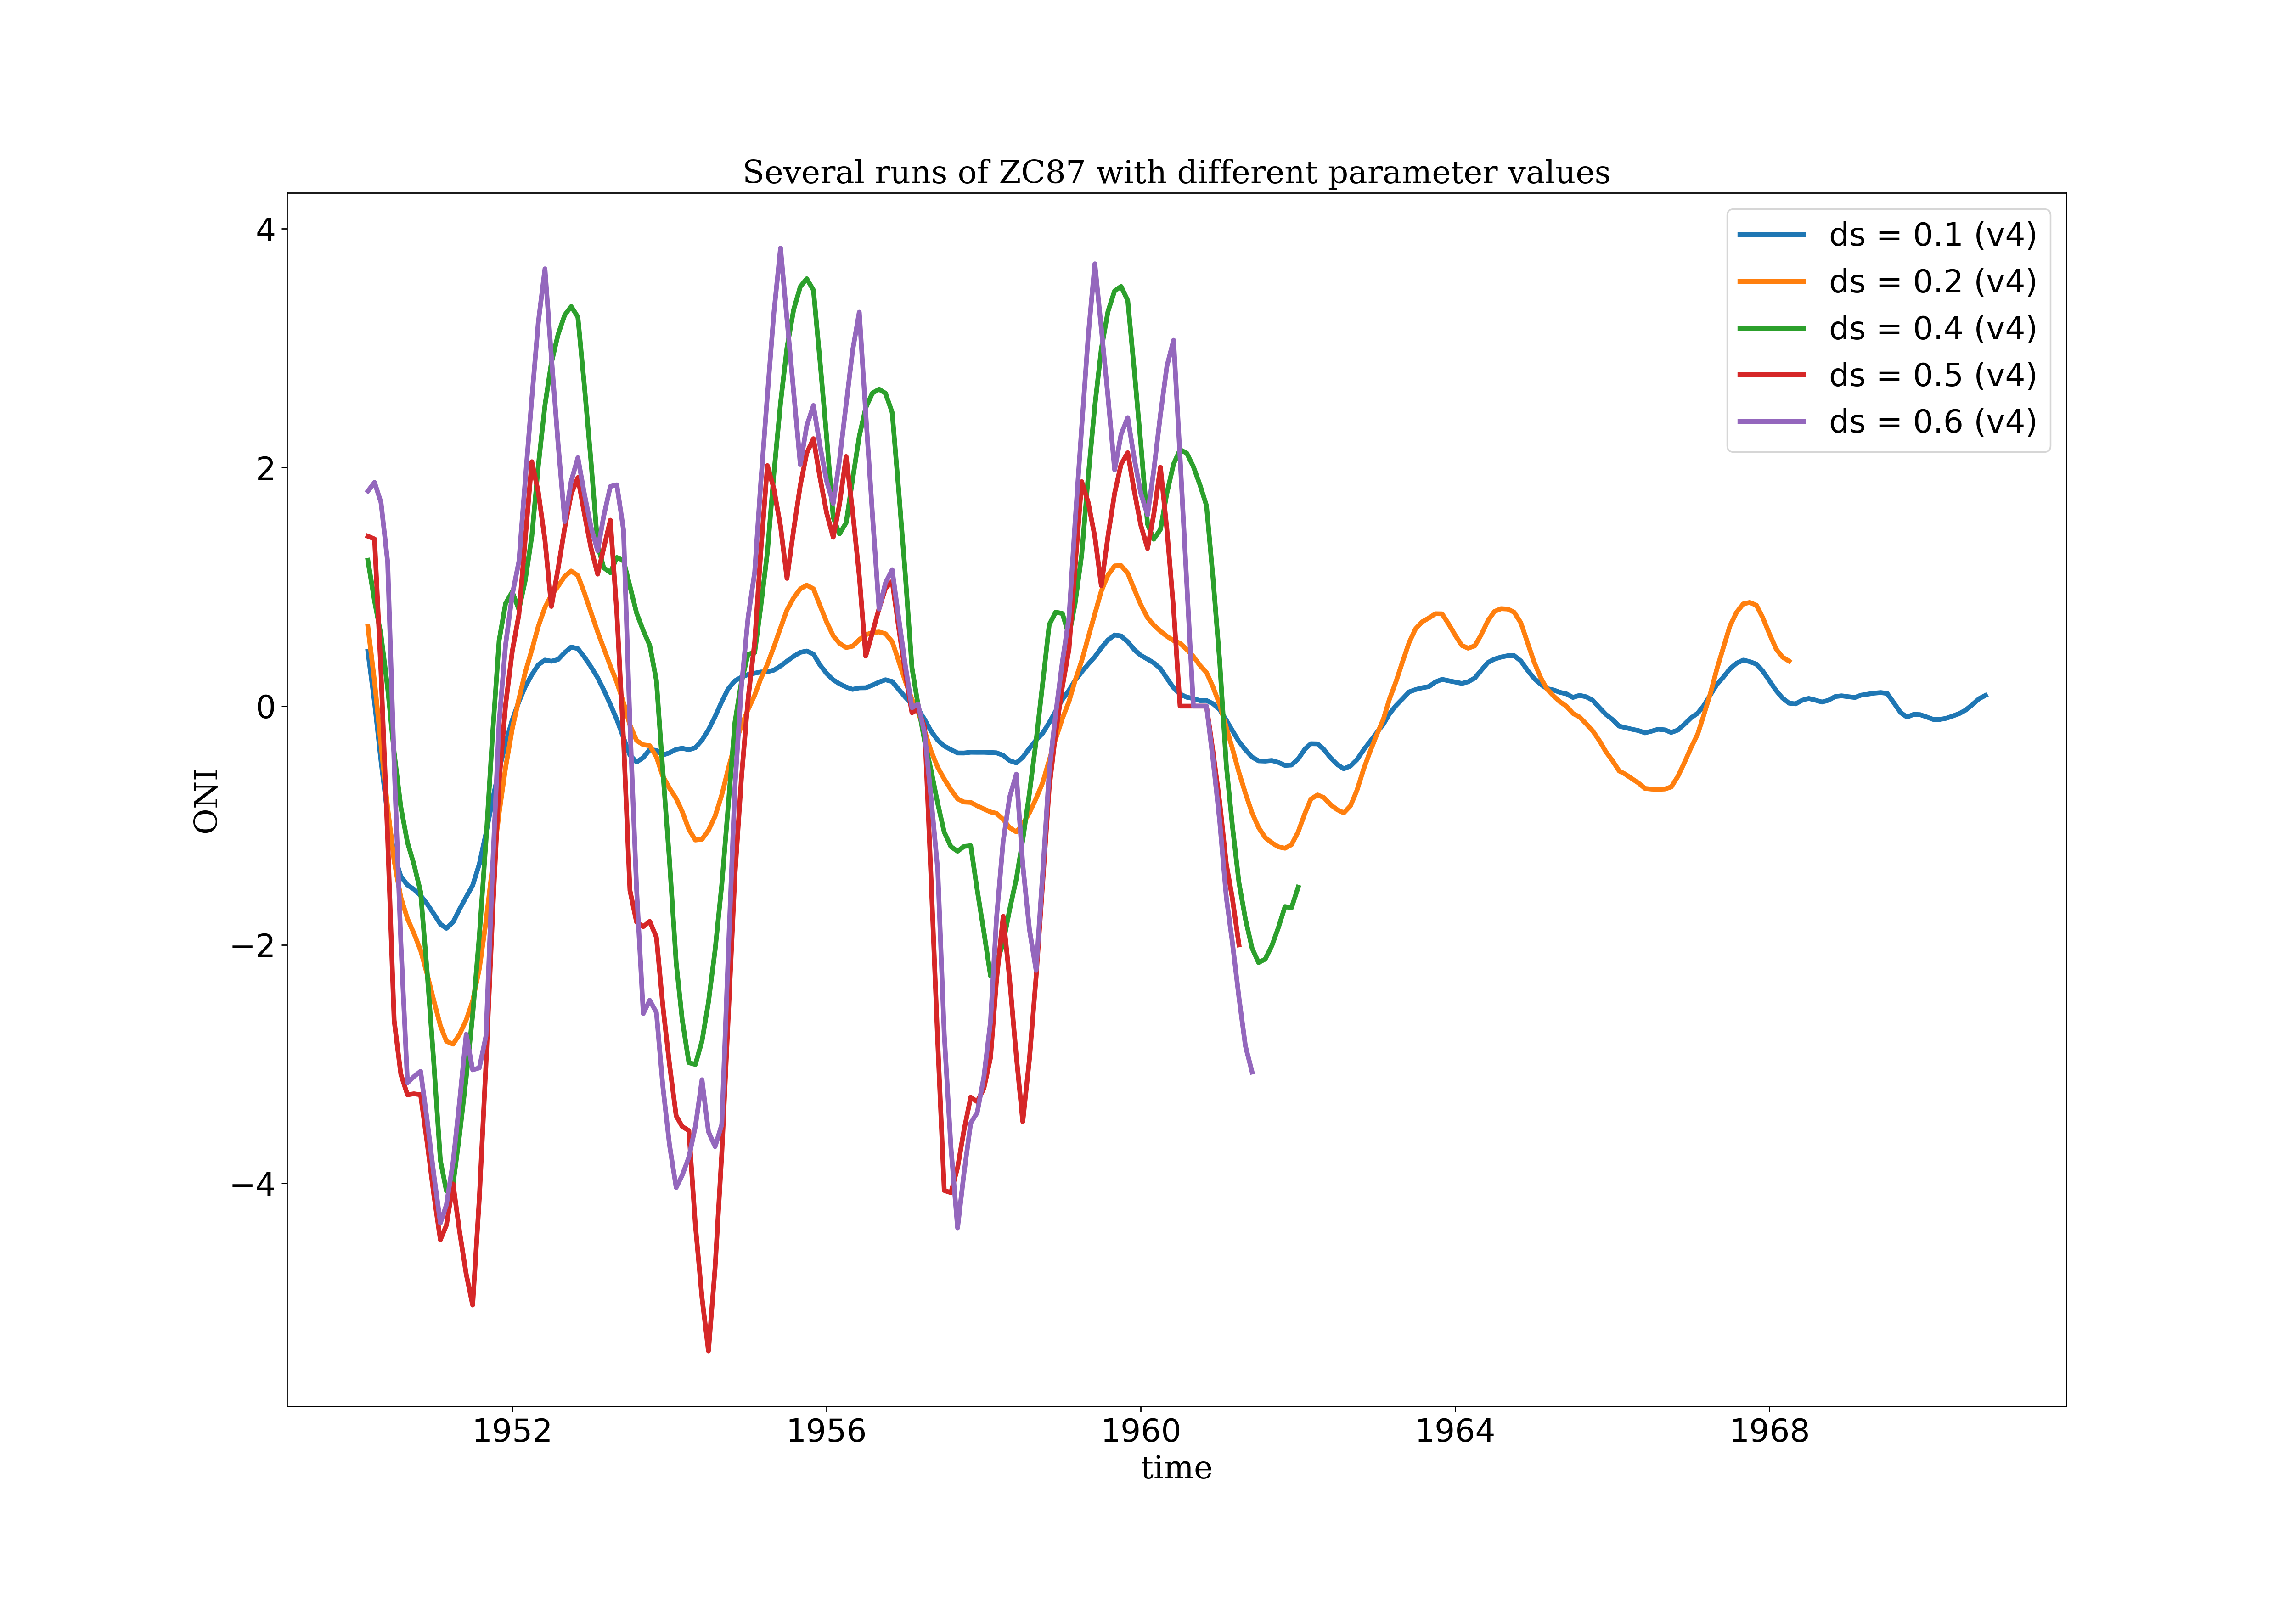 Several runs of ZC87 with different parameter values
4
2
0
−2
−4
ONI
ds = 0.1 (v4)
ds = 0.2 (v4)
ds = 0.4 (v4)
ds = 0.5 (v4)
ds = 0.6 (v4)
1952 1956 1960 1964 1968
time